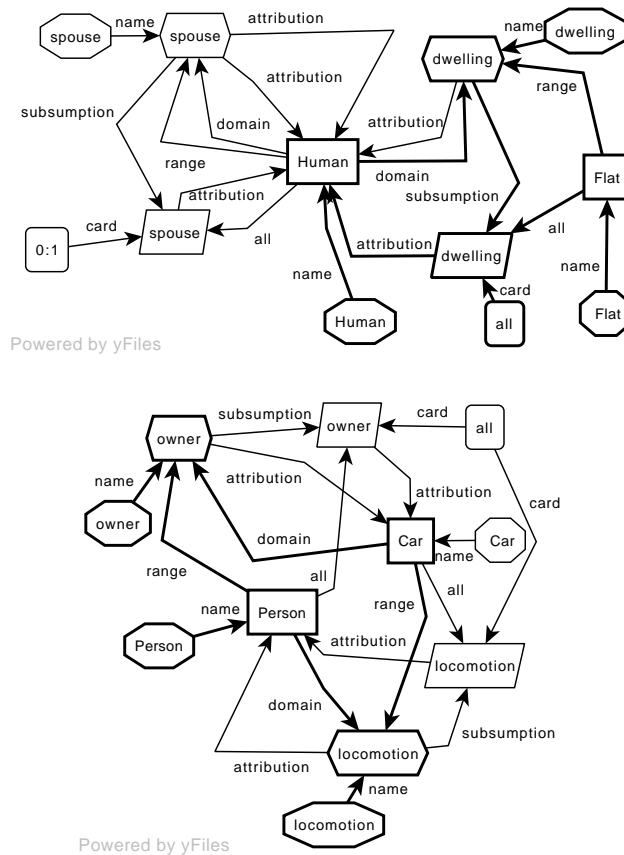 name
attribution
spouse
spouse
name
dwelling
dwelling
attribution
range
subsumption
domain
attribution
Human
domain
range
Flat
attribution
subsumption
spouse
card
0:1
all
attribution
dwelling
all
name
card
name
Human
all
Flat
Powered by yFiles
subsumption
owner
card
all
owner
name
attribution
attribution
card
owner
domain
Car
Car
name
range
all
range
all
name
Person
Person
attribution
locomotion
domain
subsumption
locomotion
attribution
name
locomotion
Powered by yFiles